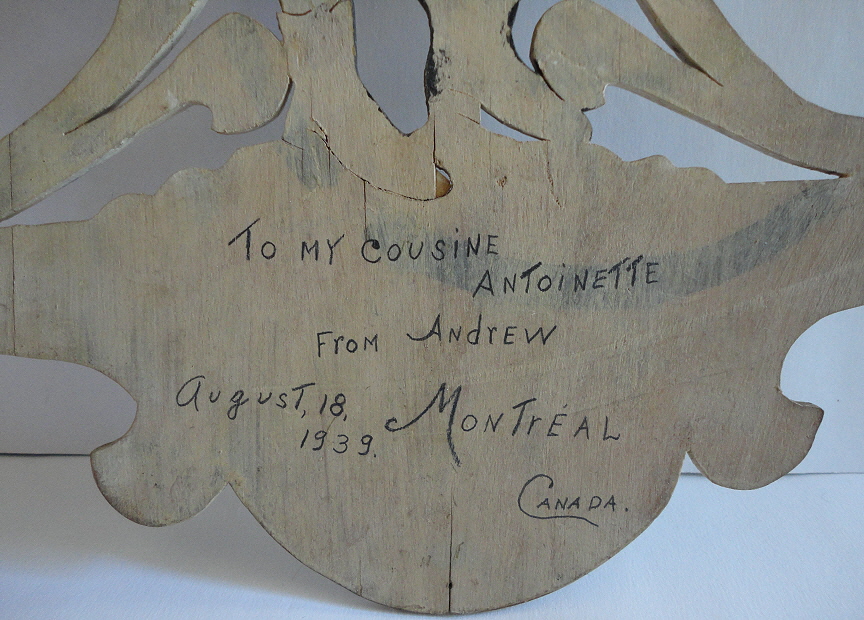 To MY COUSINE
ANTOINETTE
From Andrew
August, 18,
1939.
MONTRÉAL
CANADA.